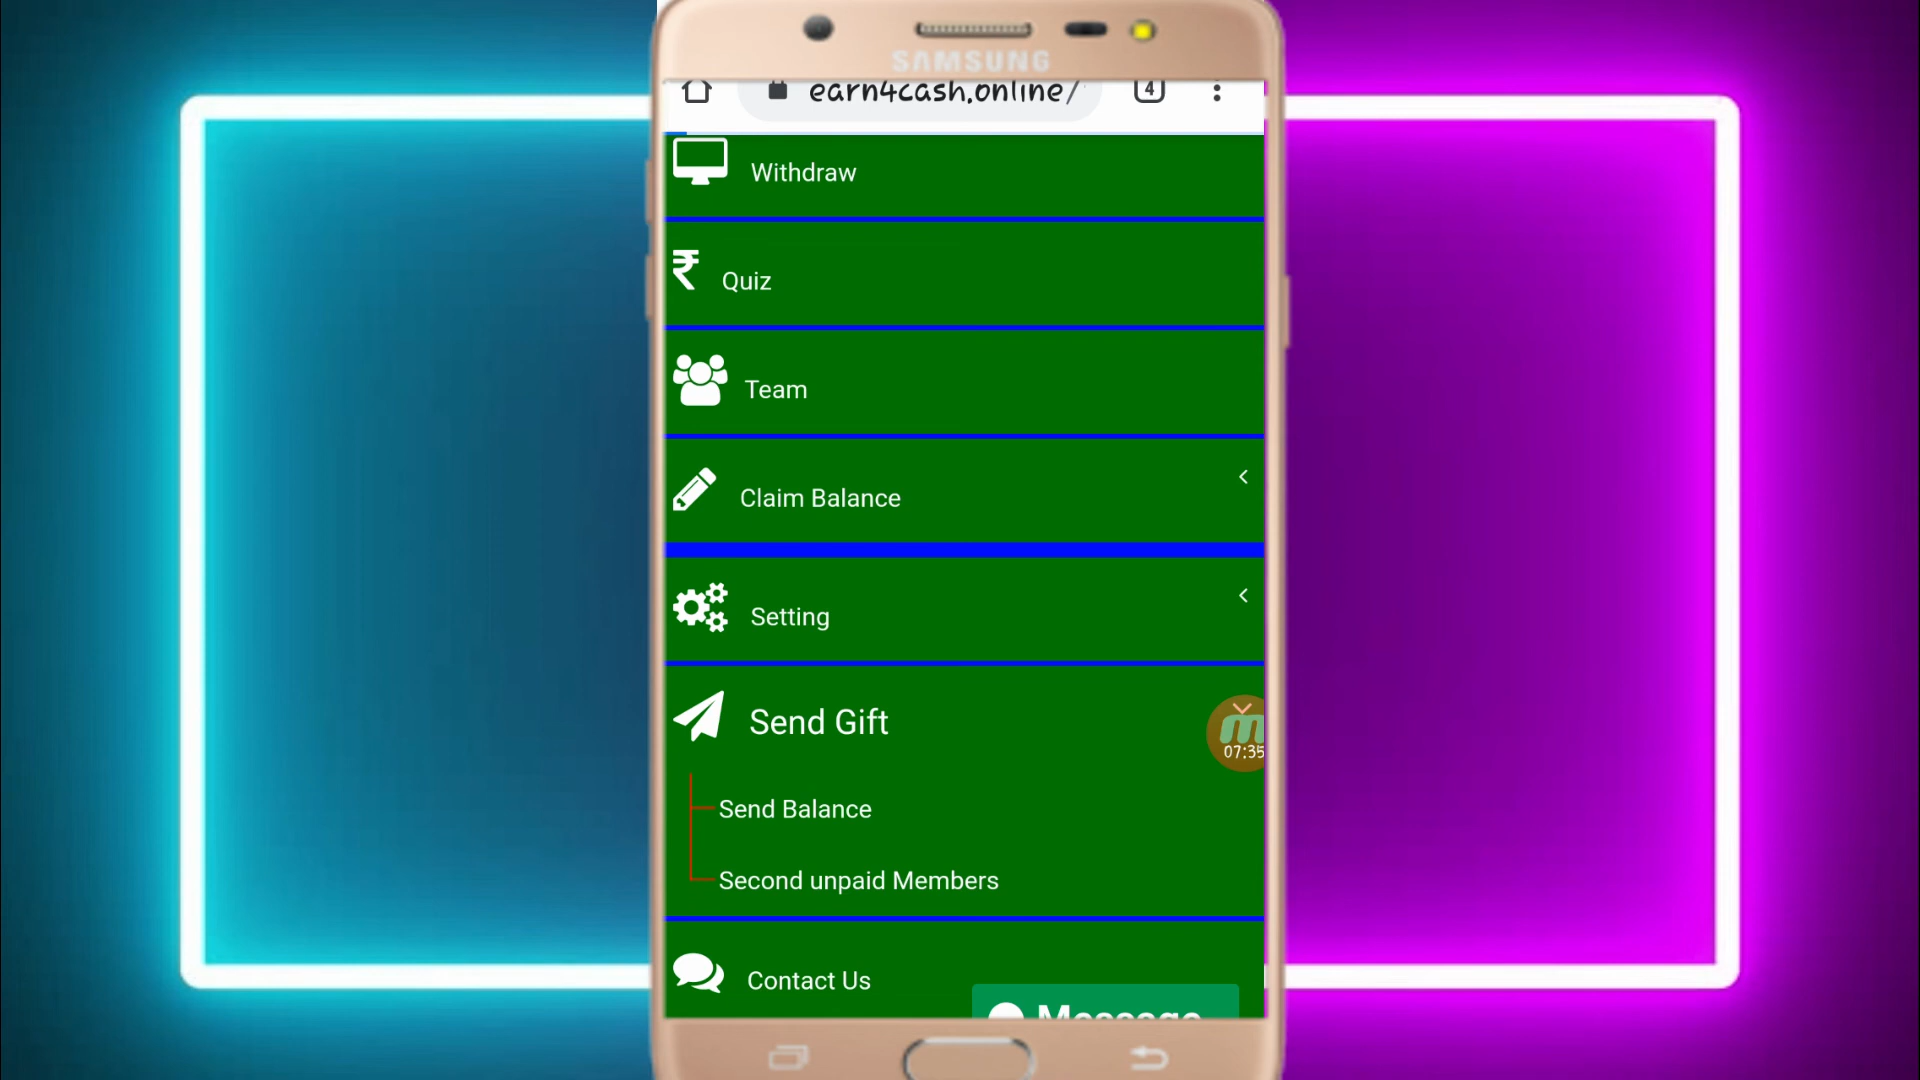 SAMSUNG
earn4cash.online/
4
Withdraw
Quiz
Team
Claim Balance
Setting
Send Gift
07:35
Send Balance
Second unpaid Members
Contact Us
Message